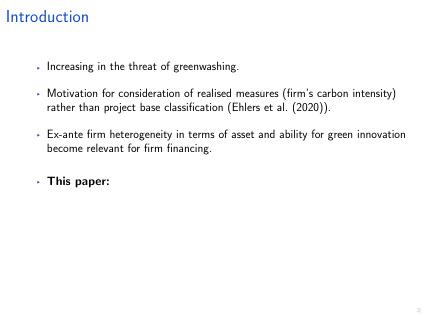 Introduction
Increasing in the threat of greenwashing.
Motivation for consideration of realised measures (firm's carbon intensity)
rather than project base classification (Ehlers et al. (2020)).
Ex-ante firm heterogeneity in terms of asset and ability for green innovation
become relevant for firm financing.
This paper: